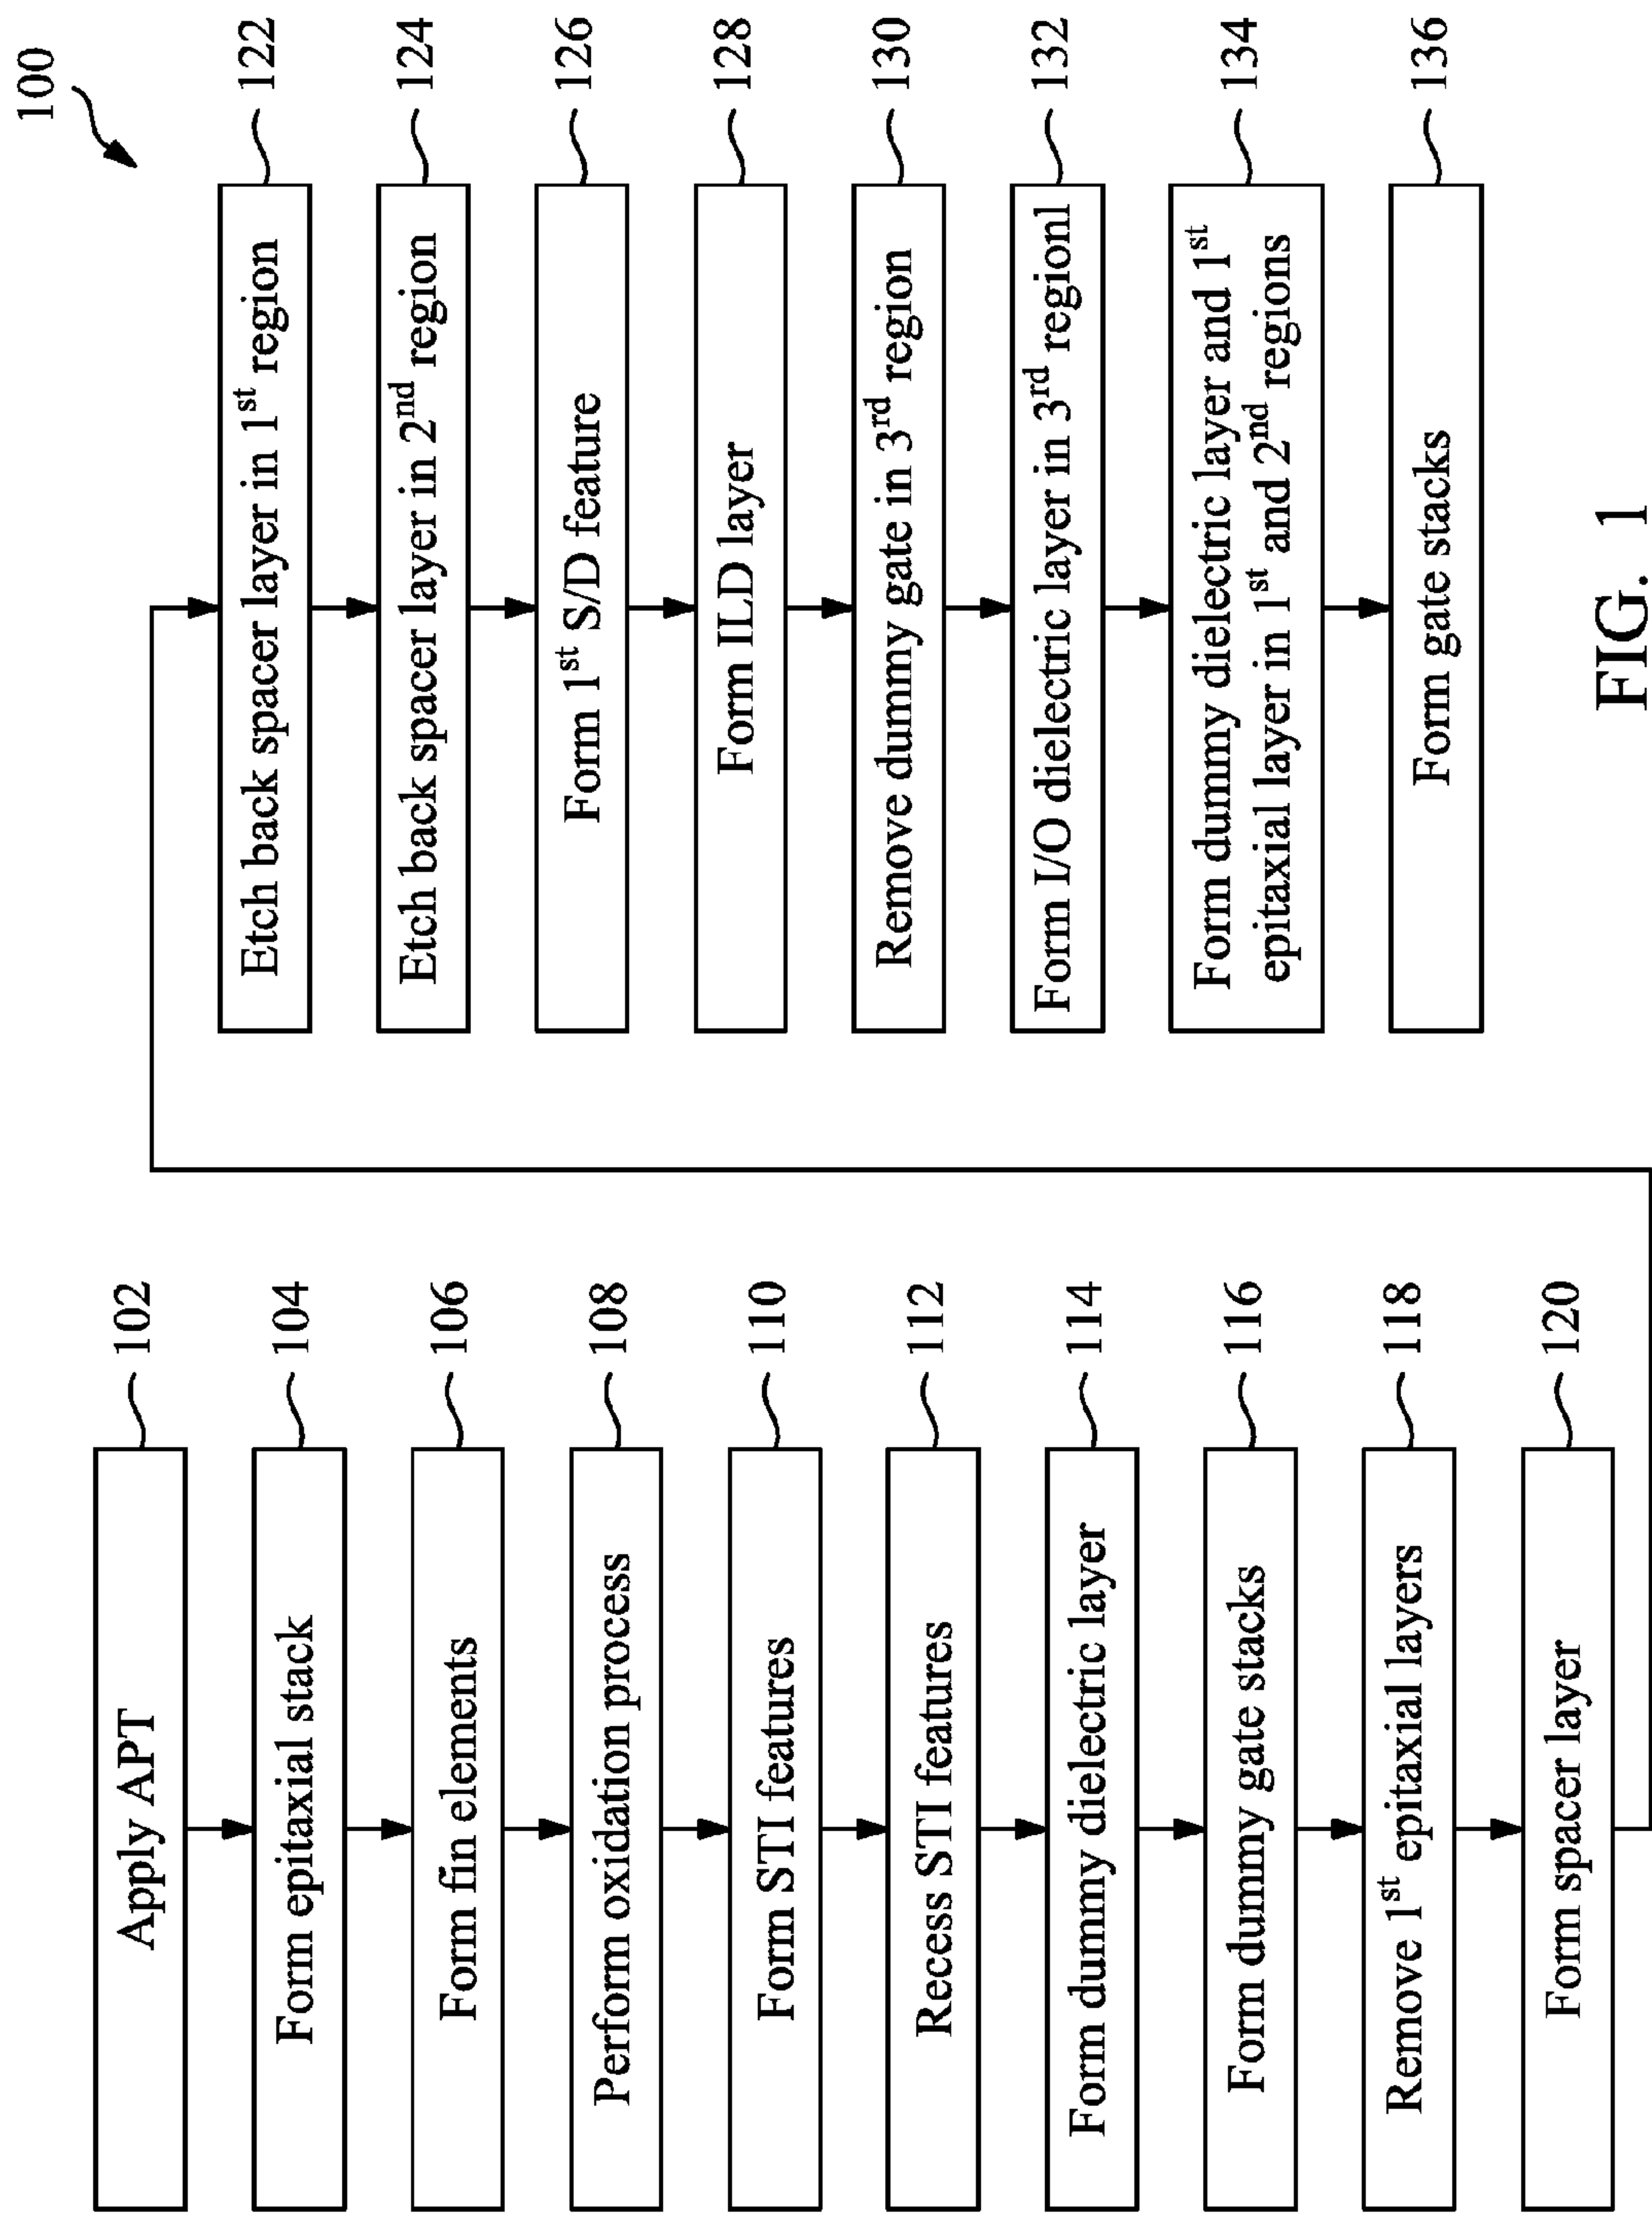 100
Apply APT
102
Form epitaxial stack
104
Form fin elements
106
Perform oxidation process
108
Form STI features
110
Recess STI features
112
Form dummy dielectric layer
114
Form dummy gate stacks
116
Remove 1st epitaxial layers
118
Form spacer layer
120
Etch back spacer layer in 1st region
122
Etch back spacer layer in 2nd region
124
Form 1st S/D feature
126
Form ILD layer
128
Remove dummy gate in 3rd region
130
Form I/O dielectric layer in 3rd regionl
132
Form dummy dielectric layer and 1st
epitaxial layer in 1st and 2nd regions
134
Form gate stacks
136
FIG. 1